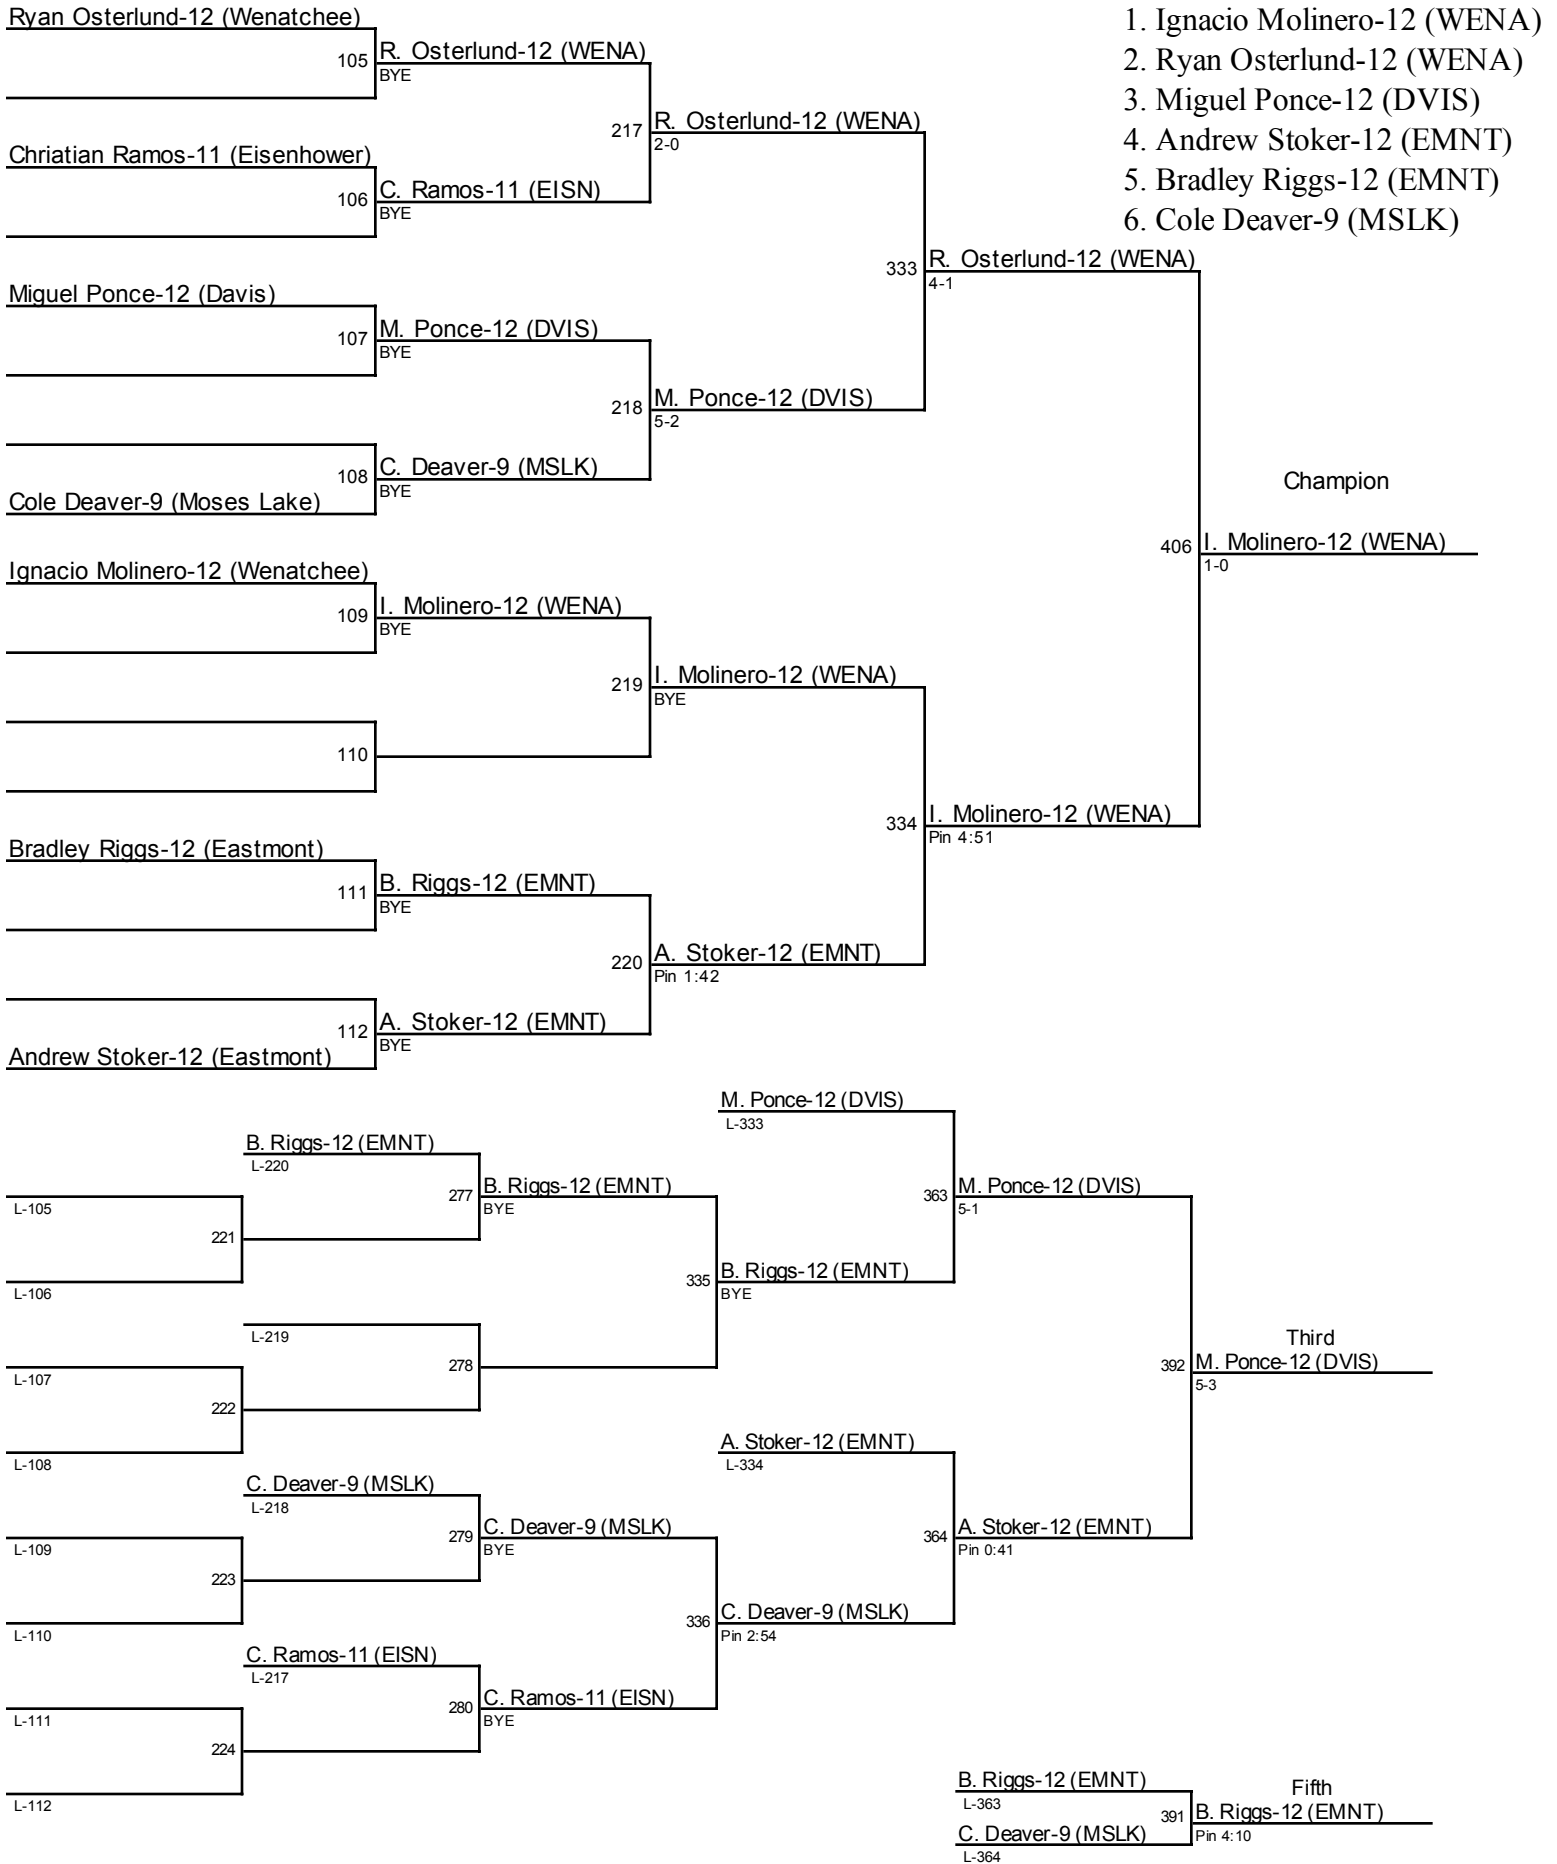 Ryan Osterlund-12 (Wenatchee)
105
R. Osterlund-12 (WENA)
BYE
217
R. Osterlund-12 (WENA)
2-0
Chriatian Ramos-11 (Eisenhower)
106
C. Ramos-11 (EISN)
BYE
333
R. Osterlund-12 (WENA)
4-1
Miguel Ponce-12 (Davis)
107
M. Ponce-12 (DVIS)
BYE
218
M. Ponce-12 (DVIS)
5-2
108
C. Deaver-9 (MSLK)
BYE
Cole Deaver-9 (Moses Lake)
1. Ignacio Molinero-12 (WENA)
2. Ryan Osterlund-12 (WENA)
3. Miguel Ponce-12 (DVIS)
4. Andrew Stoker-12 (EMNT)
5. Bradley Riggs-12 (EMNT)
6. Cole Deaver-9 (MSLK)
Champion
406
I. Molinero-12 (WENA)
1-0
Ignacio Molinero-12 (Wenatchee)
109
I. Molinero-12 (WENA)
BYE
219
I. Molinero-12 (WENA)
BYE
110
334
I. Molinero-12 (WENA)
Pin 4:51
Bradley Riggs-12 (Eastmont)
111
B. Riggs-12 (EMNT)
BYE
220
A. Stoker-12 (EMNT)
Pin 1:42
112
A. Stoker-12 (EMNT)
BYE
Andrew Stoker-12 (Eastmont)
M. Ponce-12 (DVIS)
L-333
B. Riggs-12 (EMNT)
L-220
277
B. Riggs-12 (EMNT)
BYE
363
M. Ponce-12 (DVIS)
5-1
L-105
221
L-106
335
B. Riggs-12 (EMNT)
BYE
L-219
278
L-107
222
L-108
Third
392
M. Ponce-12 (DVIS)
5-3
A. Stoker-12 (EMNT)
L-334
C. Deaver-9 (MSLK)
L-218
279
C. Deaver-9 (MSLK)
BYE
364
A. Stoker-12 (EMNT)
Pin 0:41
L-109
223
L-110
336
C. Deaver-9 (MSLK)
Pin 2:54
C. Ramos-11 (EISN)
L-217
280
C. Ramos-11 (EISN)
BYE
L-111
224
L-112
B. Riggs-12 (EMNT)
L-363
Fifth
391
B. Riggs-12 (EMNT)
Pin 4:10
C. Deaver-9 (MSLK)
L-364